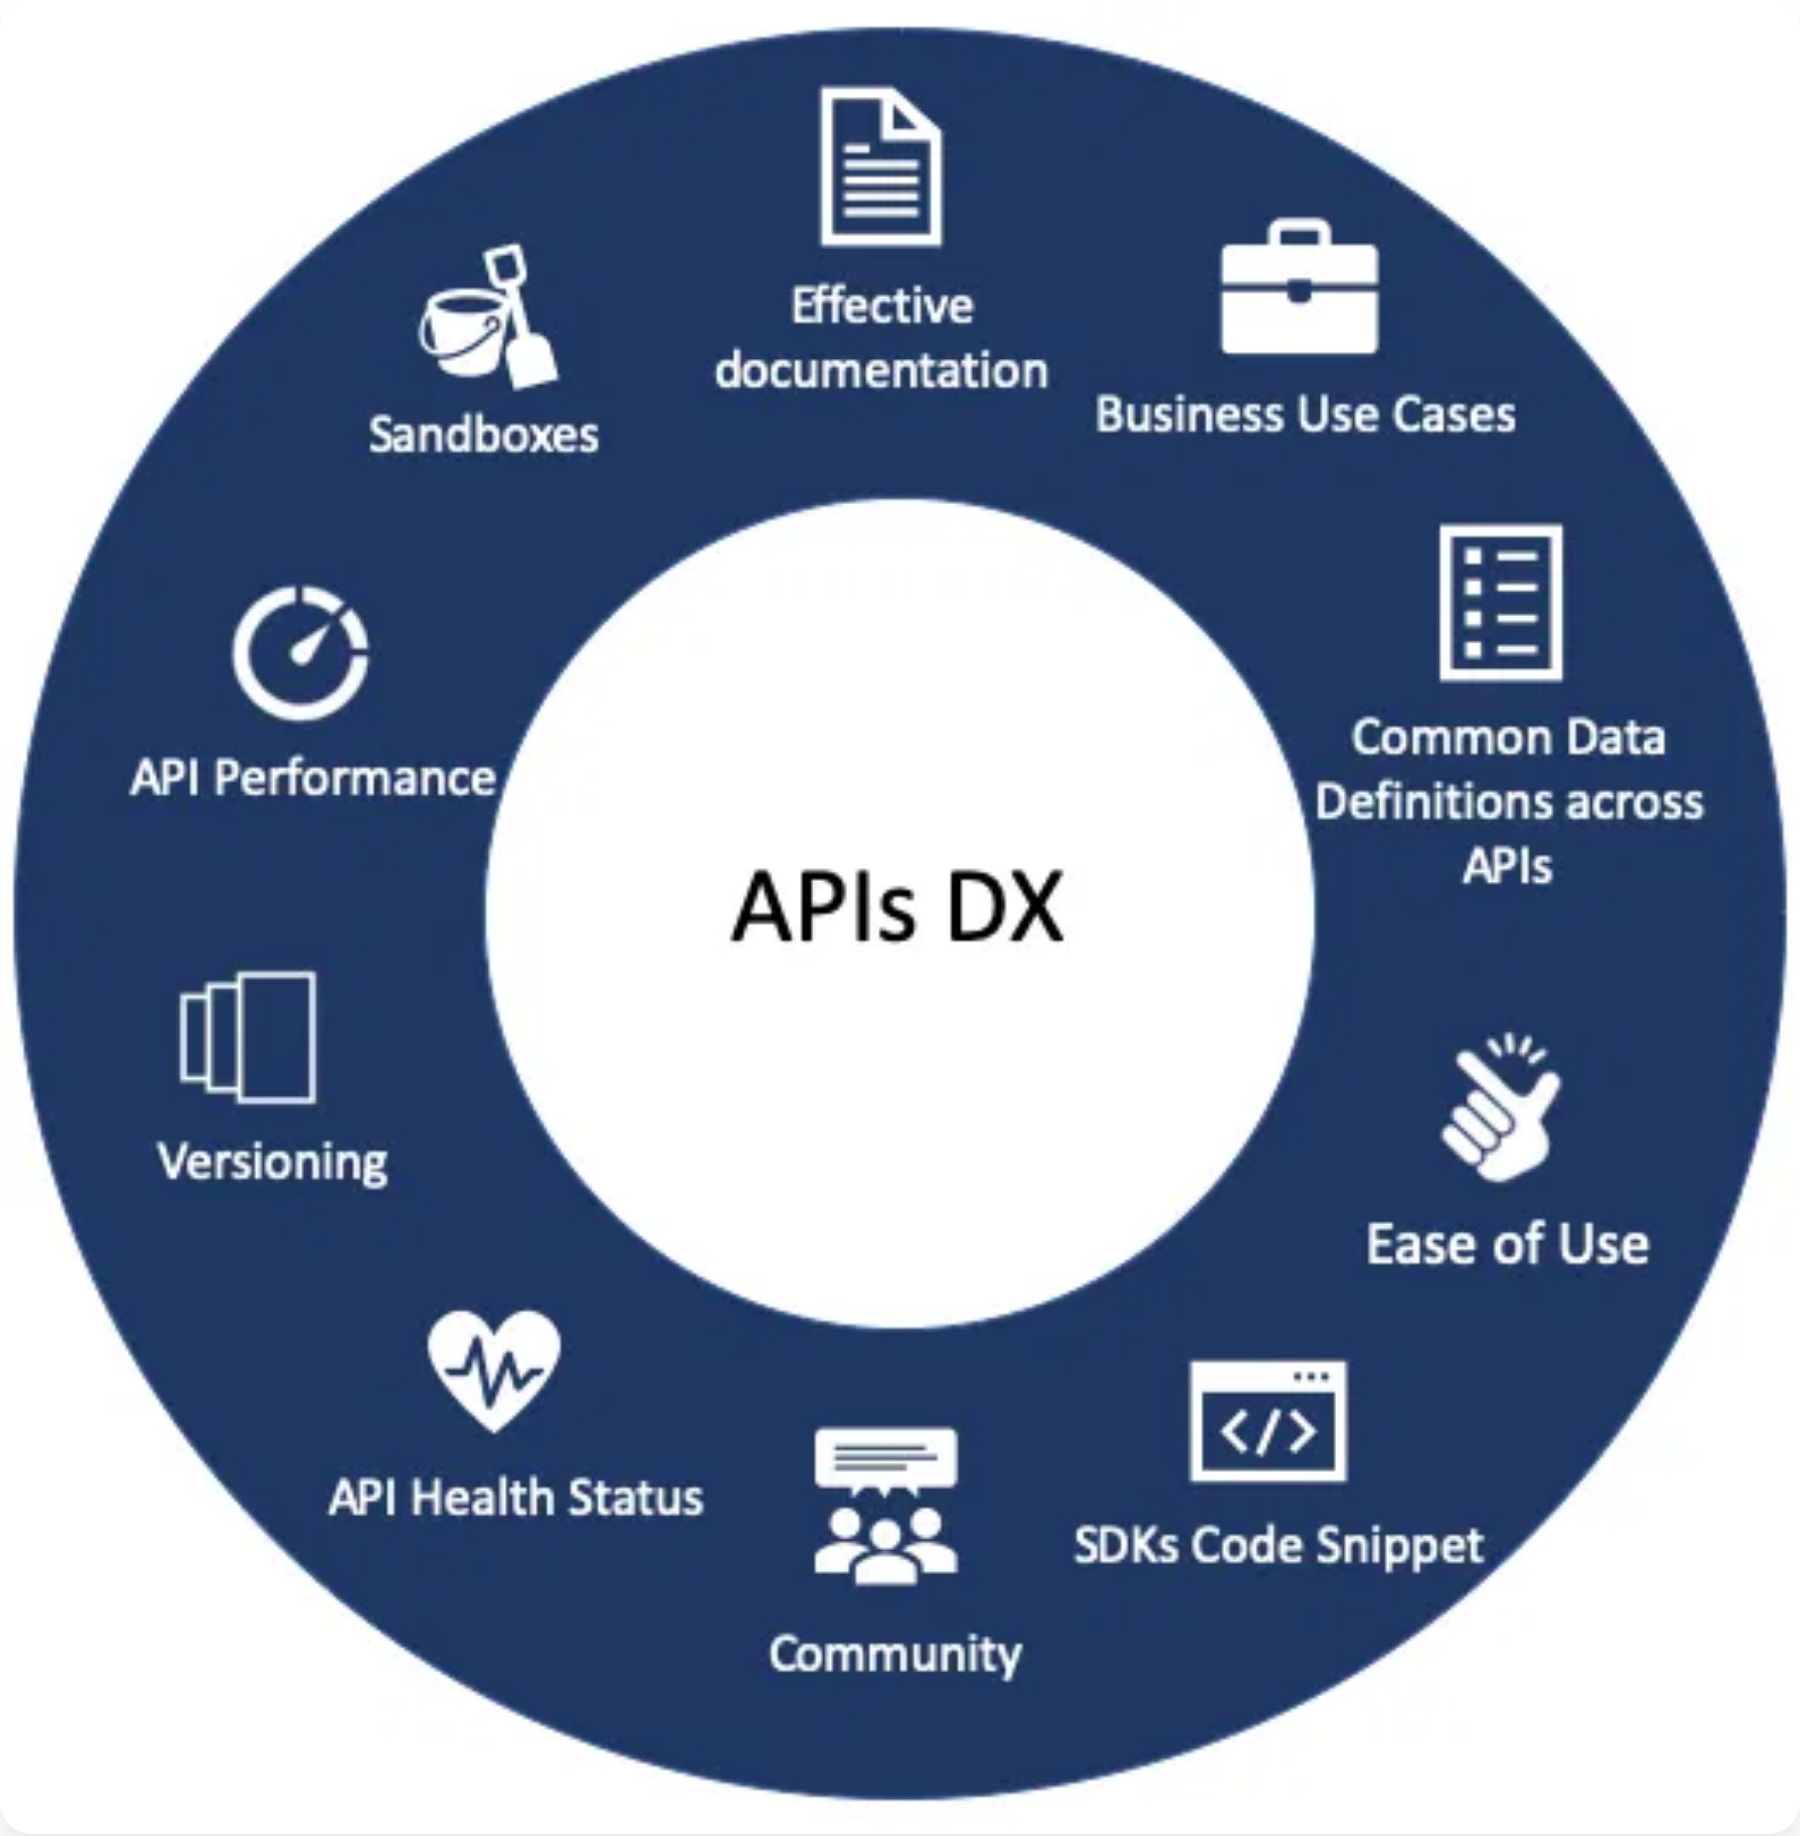 Effective
documentation
Business Use Cases
Sandboxes
Common Data
Definitions across
APIs
API Performance
APIs DX
Versioning
Ease of Use
API Health Status
SDKs Code Snippet
Community